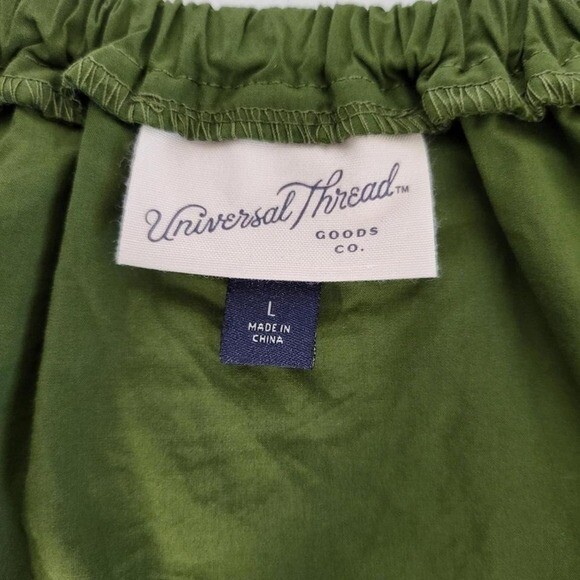 Universal Thread™
GOODS
CO.
L
MADE IN
CHINA